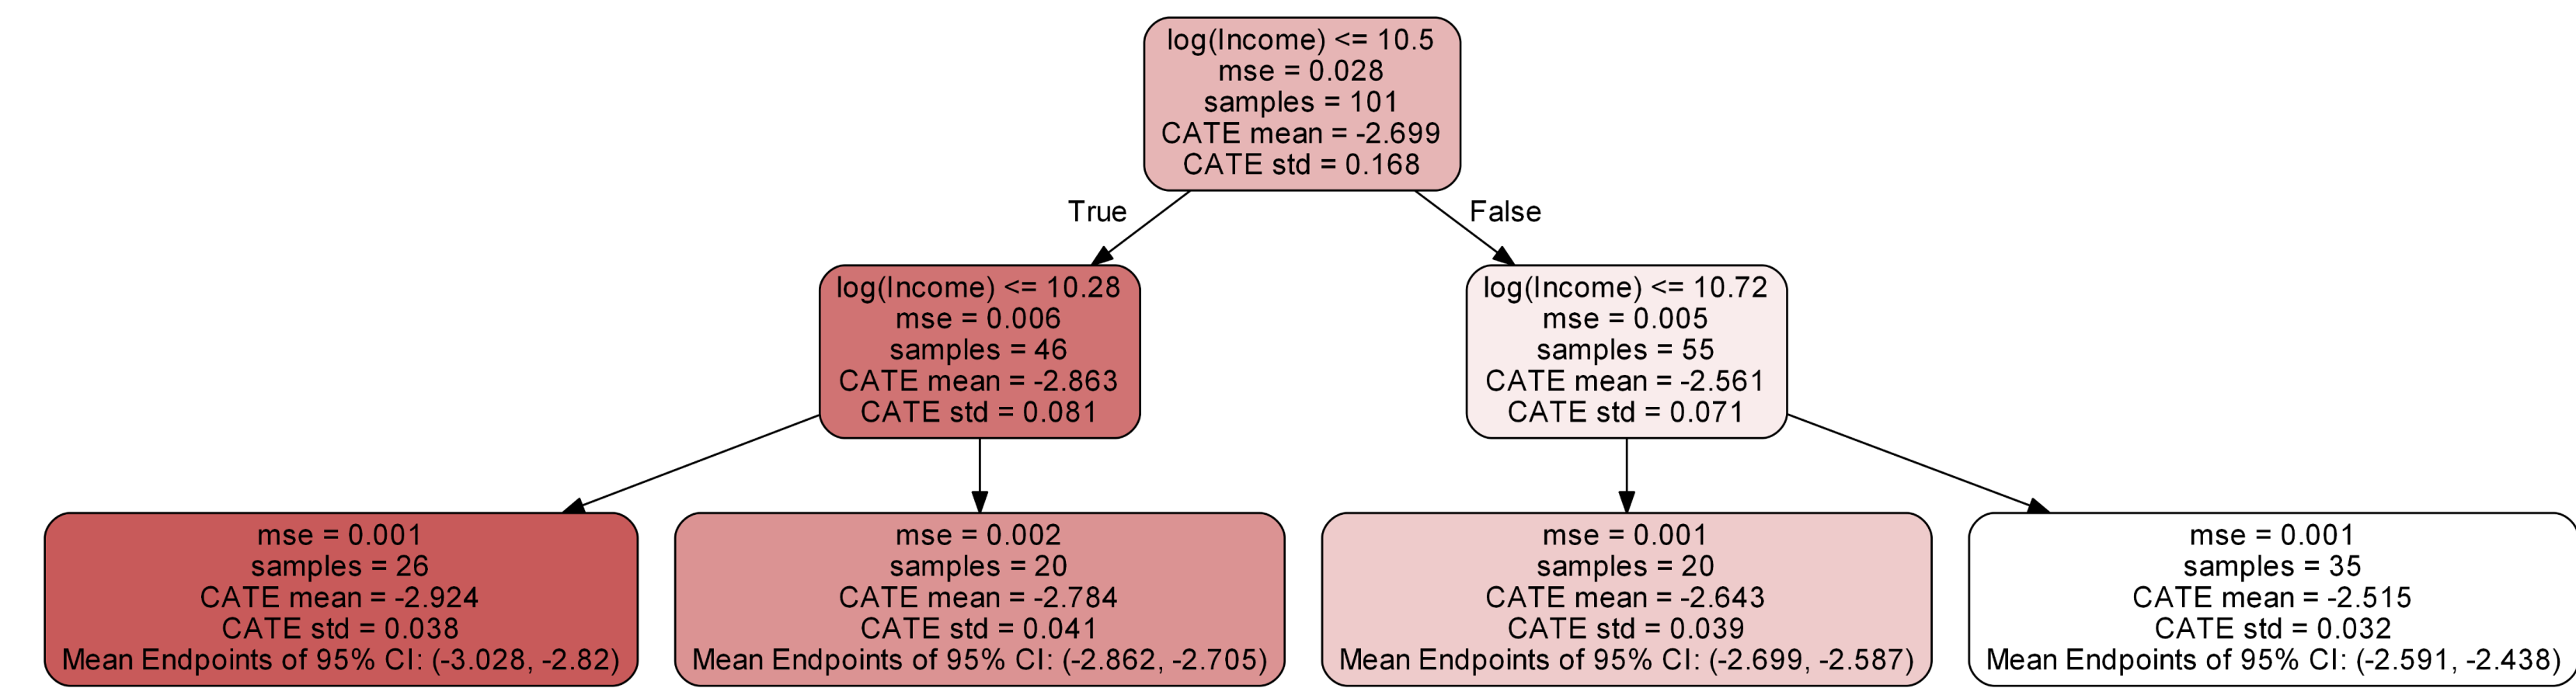 log(Income) <= 10.5
mse = 0.028
samples = 101
CATE mean = -2.699
CATE std = 0.168
True
False
log(Income) <= 10.28
mse = 0.006
samples = 46
CATE mean = -2.863
CATE std = 0.081
log(Income) <= 10.72
mse = 0.005
samples = 55
CATE mean = -2.561
CATE std = 0.071
mse = 0.001
samples = 26
CATE mean = -2.924
CATE std = 0.038
Mean Endpoints of 95% CI: (-3.028, -2.82)
mse = 0.002
samples = 20
CATE mean = -2.784
CATE std = 0.041
Mean Endpoints of 95% CI: (-2.862, -2.705)
mse = 0.001
samples = 20
CATE mean = -2.643
CATE std = 0.039
Mean Endpoints of 95% CI: (-2.699, -2.587)
mse = 0.001
samples = 35
CATE mean = -2.515
CATE std = 0.032
Mean Endpoints of 95% CI: (-2.591, -2.438)